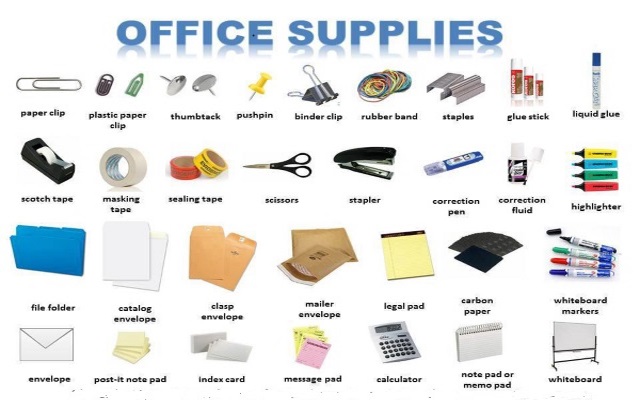 OFFICE SUPPLIES
paper clip
plastic paper
clip
thumbtack
pushpin
binder clip
rubber band
staples
glue stick
liquid glue
scotch tape
masking
tape
sealing tape
scissors
stapler
correction
pen
correction
fluid
highlighter
file folder
catalog
envelope
clasp
envelope
mailer
envelope
legal pad
carbon
paper
whiteboard
markers
envelope
post-it note pad
index card
message pad
calculator
note pad or
memo pad
whiteboard